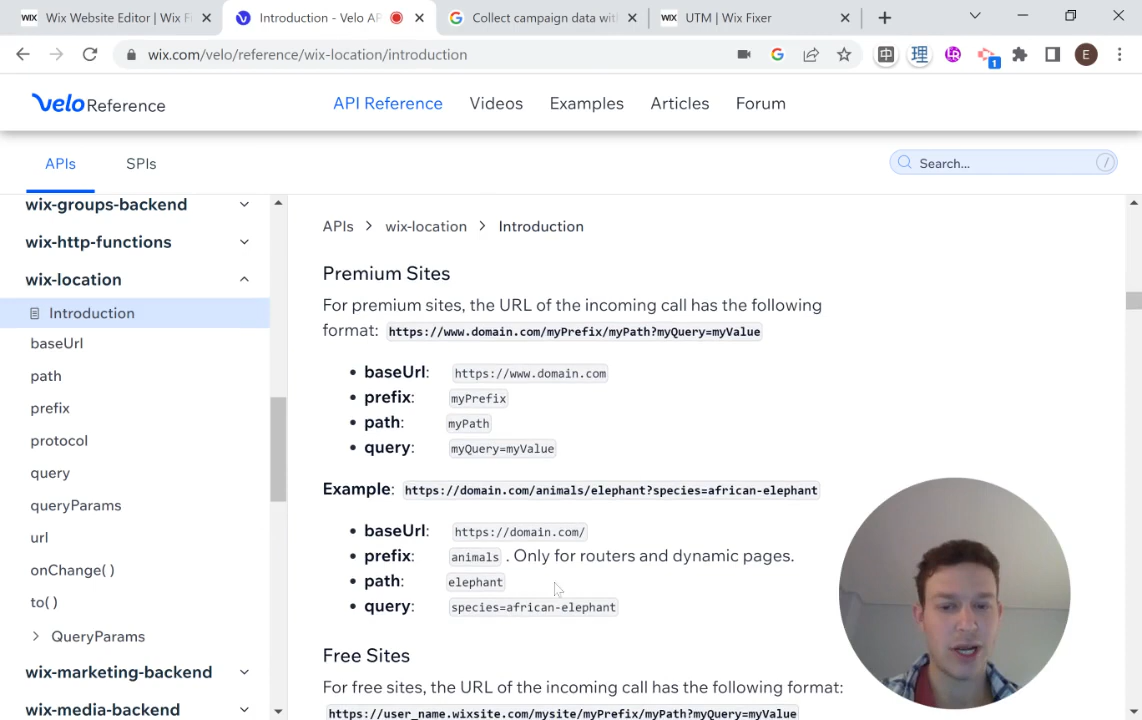 Wix Website Editor | Wix Fi
Introduction - Velo AP
Collect campaign data wit
UTM | Wix Fixer
wix.com/velo/reference/wix-location/introduction
中
理
LR
1
E
velo Reference
API Reference
Videos
Examples
Articles
Forum
APIs
SPIs
Search...
/
wix-groups-backend
wix-http-functions
wix-location
Introduction
baseUrl
path
prefix
protocol
query
queryParams
url
onChange( )
to( )
QueryParams
wix-marketing-backend
wix-media-backend
APIs > wix-location > Introduction
Premium Sites
For premium sites, the URL of the incoming call has the following
format: https://www.domain.com/myPrefix/myPath?myQuery=myValue
• baseUrl: https://www.domain.com
• prefix: myPrefix
• path: myPath
• query: myQuery=myValue
Example: https://domain.com/animals/elephant?species=african-elephant
• baseUrl: https://domain.com/
• prefix: animals . Only for routers and dynamic pages.
• path: elephant
• query: species=african-elephant
Free Sites
For free sites, the URL of the incoming call has the following format:
https://user_name.wixsite.com/mysite/myPrefix/myPath?myQuery=myValue